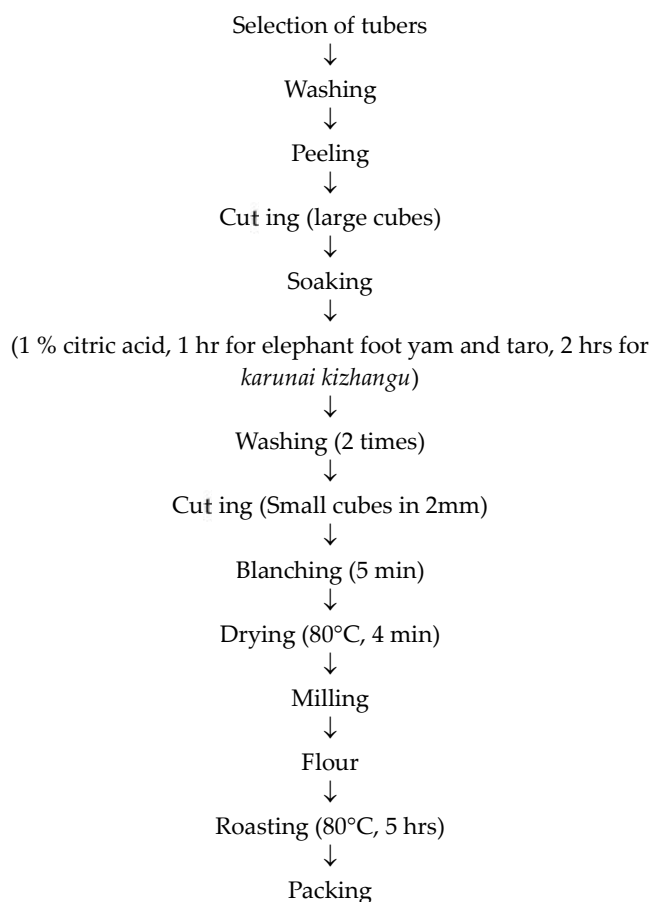 Selection of tubers
↓
Washing
↓
Peeling
↓
Cut ing (large cubes)
↓
Soaking
↓
(1 % citric acid, 1 hr for elephant foot yam and taro, 2 hrs for
karunai kizhangu)
↓
Washing (2 times)
↓
Cut ing (Small cubes in 2mm)
↓
Blanching (5 min)
↓
Drying (80°C, 4 min)
↓
Milling
↓
Flour
↓
Roasting (80°C, 5 hrs)
↓
Packing